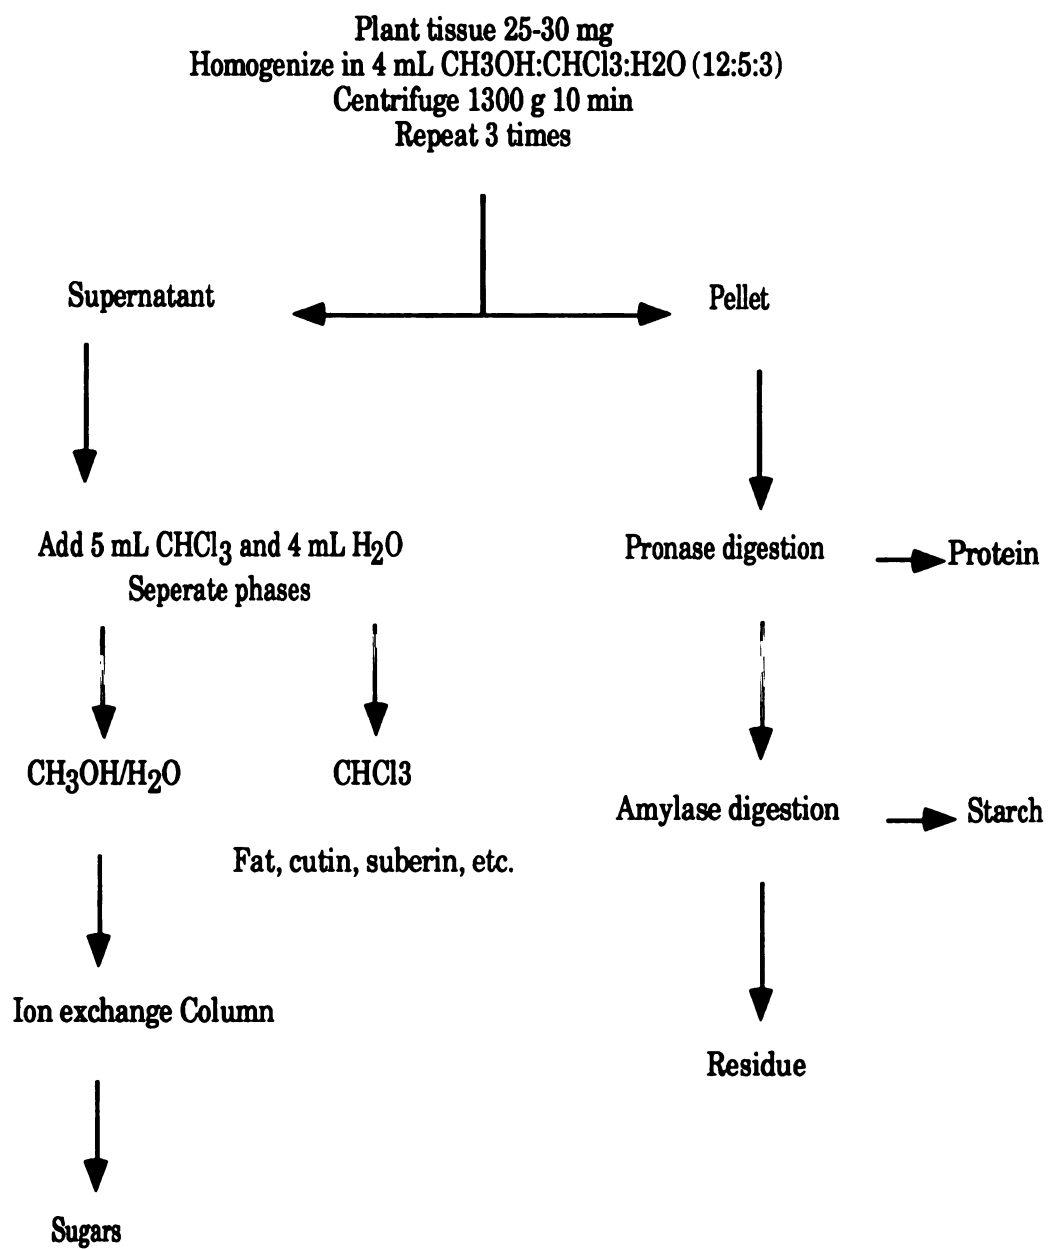 Plant tissue 25-30 mg
Homogenize in 4 mL CH3OH:CHCl3:H2O (12:5:3)
Centrifuge 1300 g 10 min
Repeat 3 times
Supernatant
Pellet
Add 5 mL CHCl3 and 4 mL H2O
Seperate phases
Pronase digestion
Protein
CH3OH/H2O
CHCl3
Amylase digestion
Starch
Fat, cutin, suberin, etc.
Ion exchange Column
Residue
Sugars